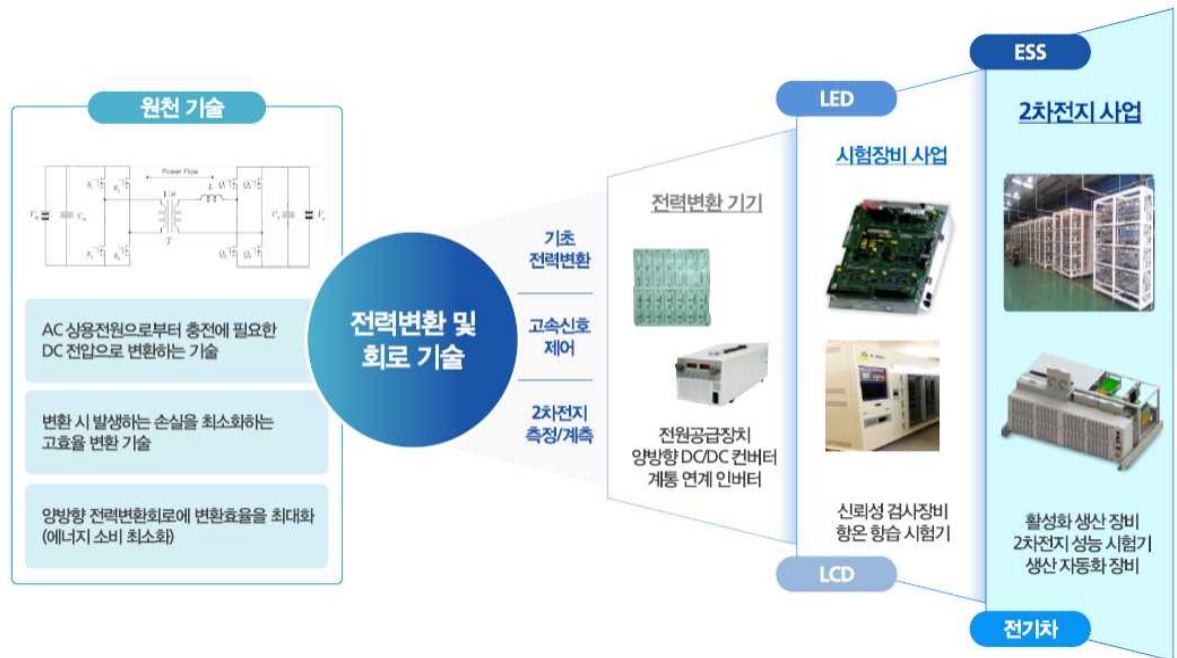 원천 기술
Power Flow
L
T
AC 상용전원으로부터 충전에 필요한
DC 전압으로 변환하는 기술
변환 시 발생하는 손실을 최소화하는
고효율 변환 기술
양방향 전력변환회로에 변환효율을 최대화
(에너지 소비 최소화)
전력변환 및
회로 기술
기초
전력변환
고속신호
제어
2차전지
측정/계측
전력변환 기기
전원공급장치
양방향 DC/DC 컨버터
계통 연계 인버터
LED
시험장비 사업
신뢰성 검사장비
항온 항습 시험기
LCD
ESS
2차전지 사업
활성화 생산 장비
2차전지 성능 시험기
생산 자동화 장비
전기차